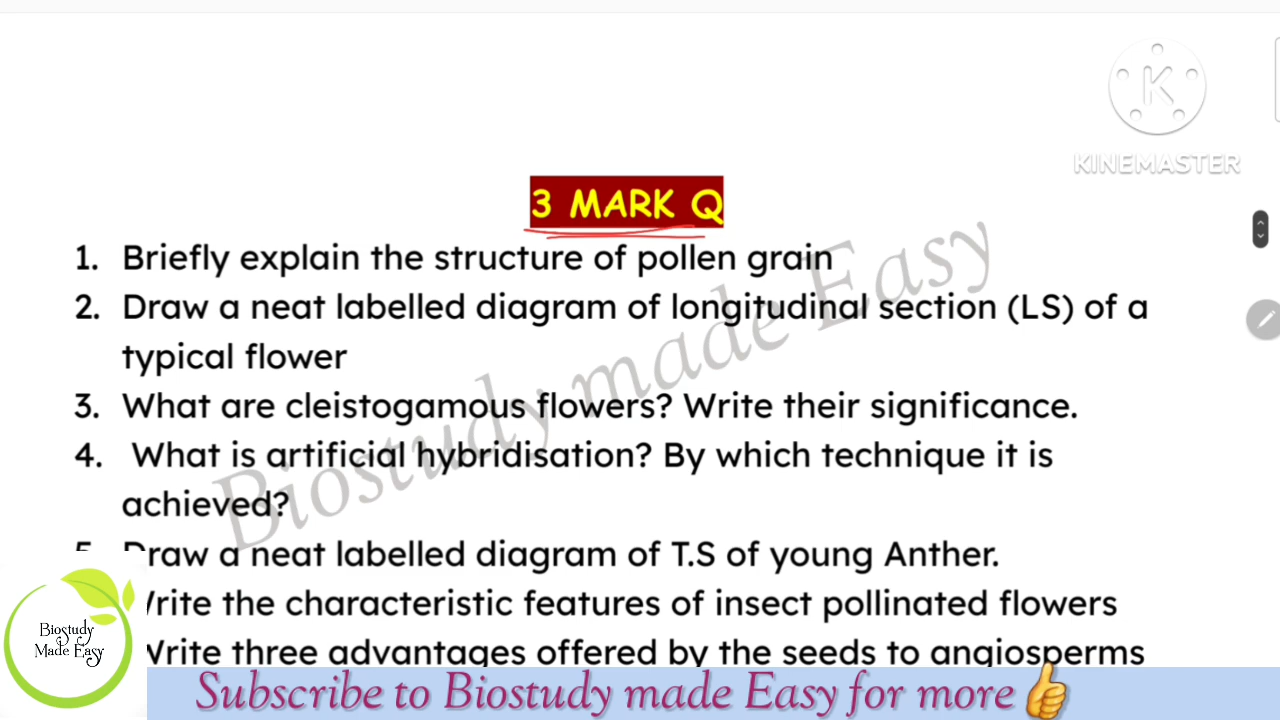 K
KINEMASTER
3 MARK Q
1. Briefly explain the structure of pollen grain
2. Draw a neat labelled diagram of longitudinal section (LS) of a
typical flower
3. What are cleistogamous flowers? Write their significance.
4. What is artificial hybridisation? By which technique it is
achieved?
5. Draw a neat labelled diagram of T.S of young Anther.
Write the characteristic features of insect pollinated flowers
Write three advantages offered by the seeds to angiosperms
Biostudy made Easy
Biostudy
Made Easy
Subscribe to Biostudy made Easy for more